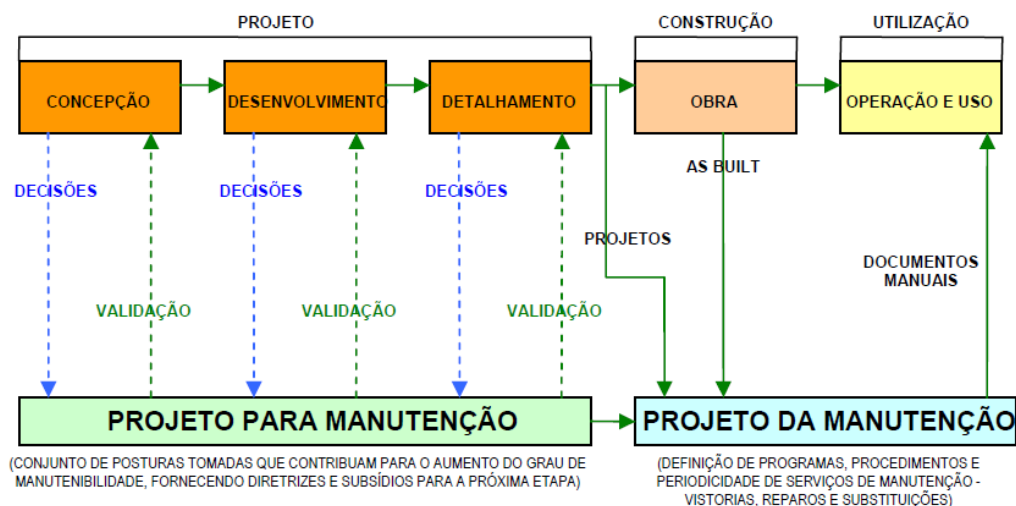 PROJETO
CONSTRUÇÃO
UTILIZAÇÃO
CONCEPÇÃO
DESENVOLVIMENTO
DETALHAMENTO
OBRA
OPERAÇÃO E USO
DECISÕES
DECISÕES
DECISÕES
AS BUILT
PROJETOS
DOCUMENTOS
MANUAIS
VALIDAÇÃO
VALIDAÇÃO
VALIDAÇÃO
PROJETO PARA MANUTENÇÃO
PROJETO DA MANUTENÇÃO
(CONJUNTO DE POSTURAS TOMADAS QUE CONTRIBUAM PARA O AUMENTO DO GRAU DE
MANUTENIBILIDADE, FORNECENDO DIRETRIZES E SUBSÍDIOS PARA A PRÓXIMA ETAPA)
(DEFINIÇÃO DE PROGRAMAS, PROCEDIMENTOS E
PERIODICIDADE DE SERVIÇOS DE MANUTENÇÃO -
VISTORIAS, REPAROS E SUBSTITUIÇÕES)